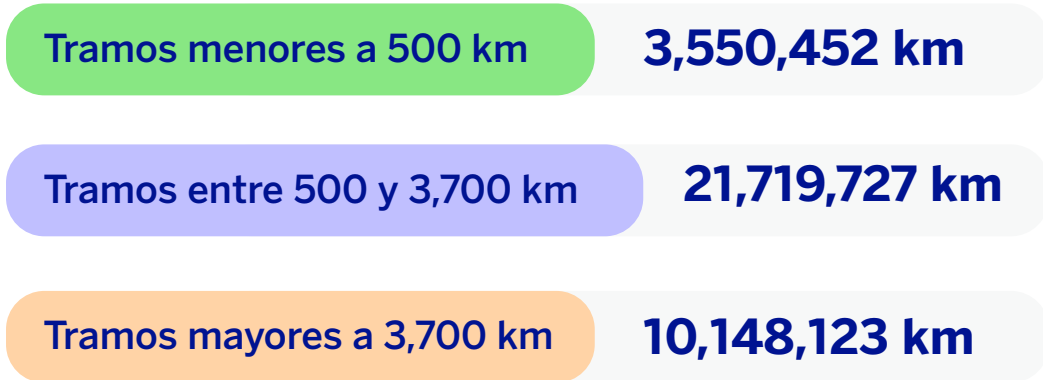 Tramos menores a 500 km 3,550,452 km
Tramos entre 500 y 3,700 km 21,719,727 km
Tramos mayores a 3,700 km 10,148,123 km